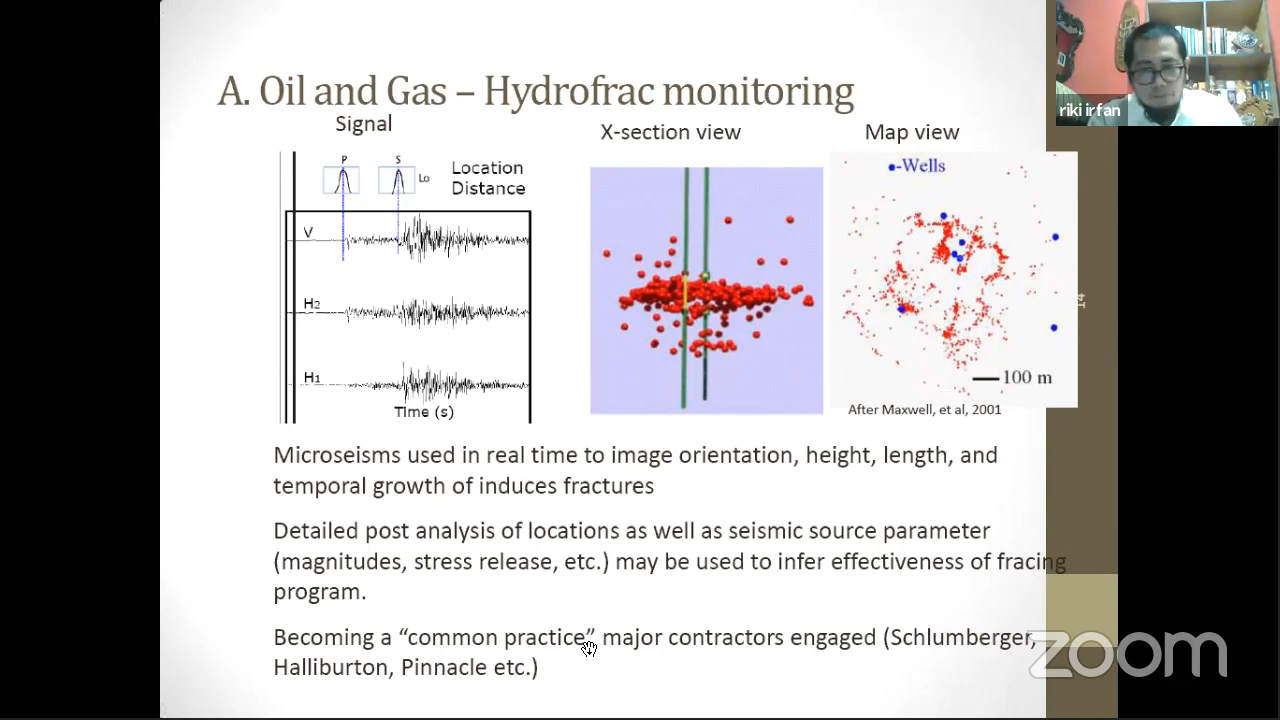 A. Oil and Gas – Hydrofrac monitoring
riki irfan
Signal
X-section view
Map view
P
S
Lo
Location
Distance
V
H2
H1
Time (s)
-Wells
100 m
After Maxwell, et al, 2001
14
Microseisms used in real time to image orientation, height, length, and
temporal growth of induces fractures
Detailed post analysis of locations as well as seismic source parameter
(magnitudes, stress release, etc.) may be used to infer effectiveness of fracing
program.
Becoming a “common practice” major contractors engaged (Schlumberger,
Halliburton, Pinnacle etc.)
zoom